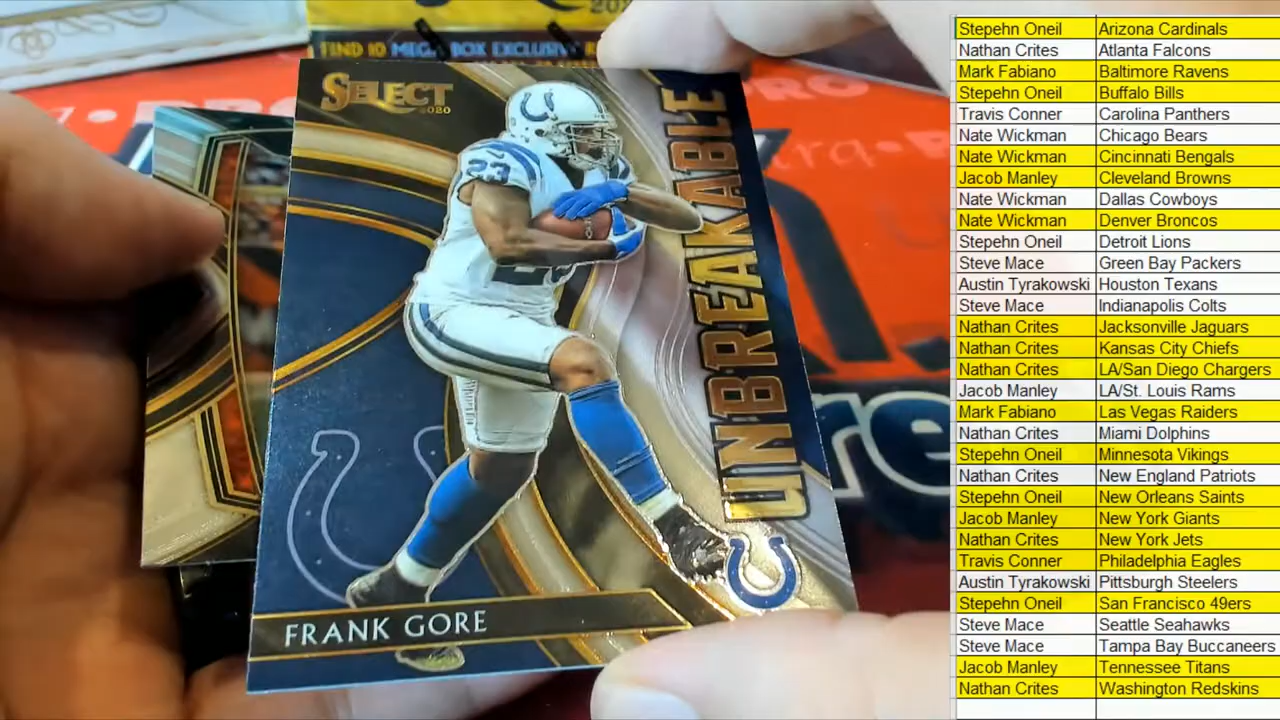 FIND 10 MEGA BOX EXCLUSIVE
SELECT
2020
23
UNBREAKABLE
FRANK GORE
PRO
re
Stepehn Oneil Arizona Cardinals
Nathan Crites Atlanta Falcons
Mark Fabiano Baltimore Ravens
Stepehn Oneil Buffalo Bills
Travis Conner Carolina Panthers
Nate Wickman Chicago Bears
Nate Wickman Cincinnati Bengals
Jacob Manley Cleveland Browns
Nate Wickman Dallas Cowboys
Nate Wickman Denver Broncos
Stepehn Oneil Detroit Lions
Steve Mace Green Bay Packers
Austin Tyrakowski Houston Texans
Steve Mace Indianapolis Colts
Nathan Crites Jacksonville Jaguars
Nathan Crites Kansas City Chiefs
Nathan Crites LA/San Diego Chargers
Jacob Manley LA/St. Louis Rams
Mark Fabiano Las Vegas Raiders
Nathan Crites Miami Dolphins
Stepehn Oneil Minnesota Vikings
Nathan Crites New England Patriots
Stepehn Oneil New Orleans Saints
Jacob Manley New York Giants
Nathan Crites New York Jets
Travis Conner Philadelphia Eagles
Austin Tyrakowski Pittsburgh Steelers
Stepehn Oneil San Francisco 49ers
Steve Mace Seattle Seahawks
Steve Mace Tampa Bay Buccaneers
Jacob Manley Tennessee Titans
Nathan Crites Washington Redskins